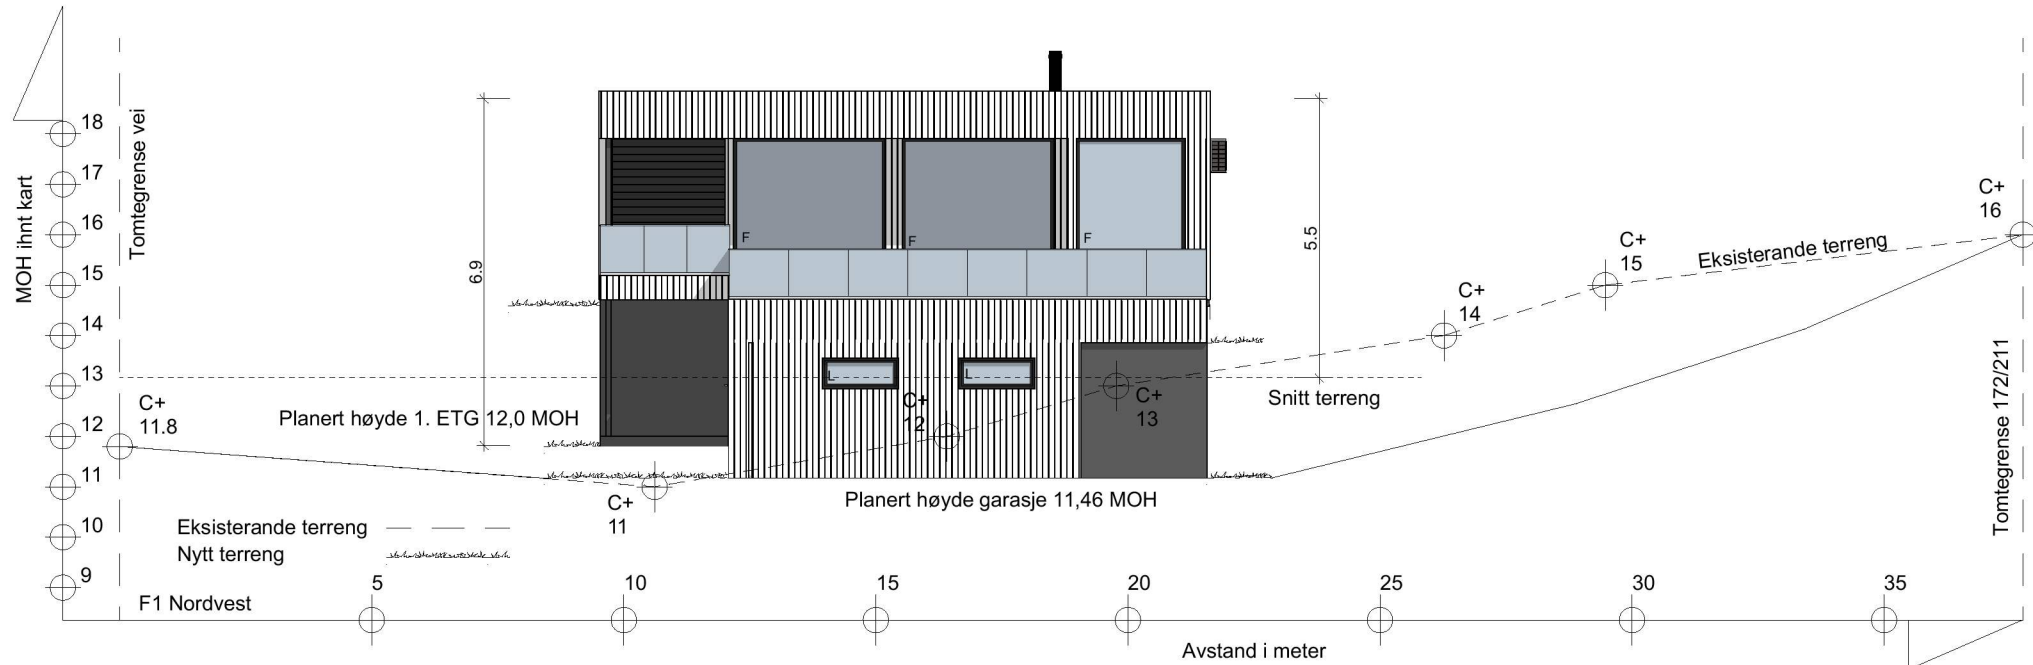 18
17
16
15
14
13
12
11
10
9
MOH ihnt kart
Tomtegrense vei
C+
11.8
Planert høyde 1. ETG 12,0 MOH
6.9
F
F
F
L
L
5.5
C+
11
C+
12
C+
13
C+
14
C+
15
C+
16
Eksisterande terreng
Snitt terreng
Tomtegrense 172/211
Planert høyde garasje 11,46 MOH
Eksisterande terreng
Nytt terreng
F1 Nordvest
5
10
15
20
25
30
35
Avstand i meter